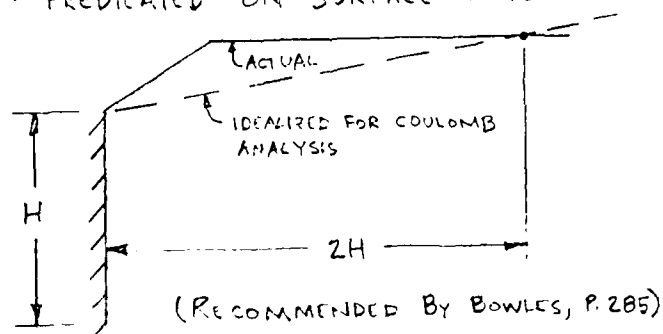 PREDICATED ON SURFACE
ACTUAL
IDEALIZED FOR COULOMB
ANALYSIS
H
2H
(RECOMMENDED BY BOWLES, P. 285)